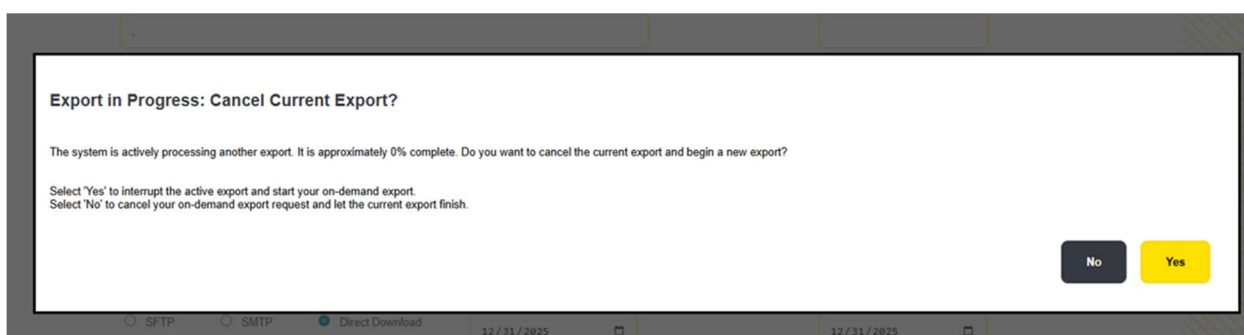 Export in Progress: Cancel Current Export?
The system is actively processing another export. It is approximately 0% complete. Do you want to cancel the current export and begin a new export?
Select 'Yes' to interrupt the active export and start your on-demand export.
Select 'No' to cancel your on-demand export request and let the current export finish.
No Yes
SFTP SMTP Direct Download 12/31/2025 12/31/2025